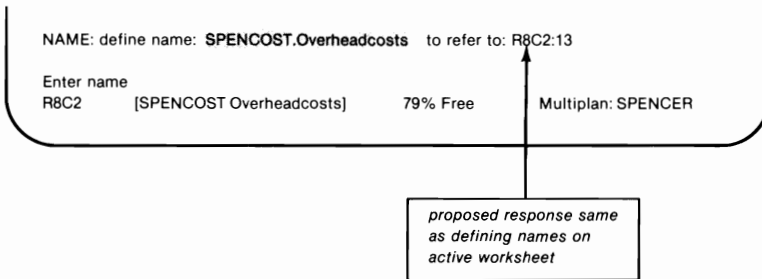 NAME: define name: SPENCOST.Overheadcosts to refer to: R8C2:13
Enter name
R8C2 [SPENCOST Overheadcosts] 79% Free Multiplan: SPENCER
proposed response same
as defining names on
active worksheet